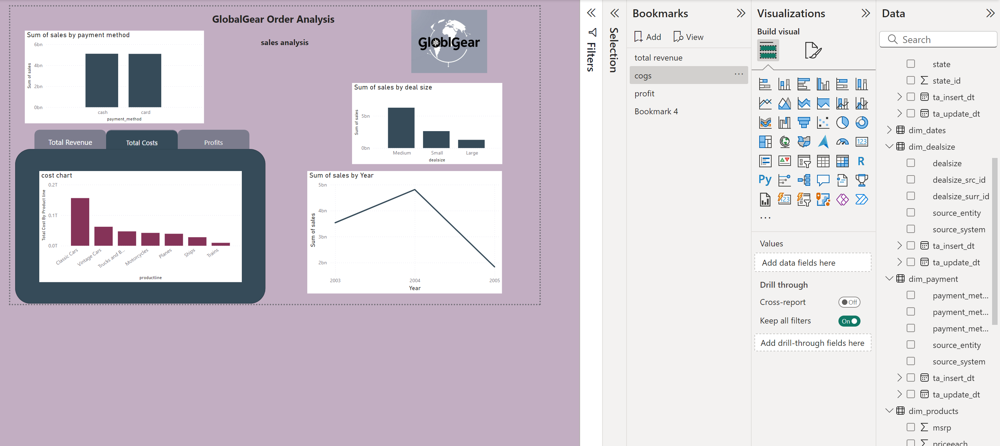 GlobalGear Order Analysis
sales analysis
GloblGear
Sum of sales by payment method
Sum of sales
6bn
4bn
2bn
0bn
cash
card
payment_method
Sum of sales by deal size
Sum of sales
5bn
0bn
Medium
Small
Large
dealsize
Total Revenue
Total Costs
Profits
cost chart
Total Cost By Product line
0.2T
0.1T
0.0T
Classic Cars
Vintage Cars
Trucks and B...
Motorcycles
Planes
Ships
Trains
productline
Sum of sales by Year
Sum of sales
5bn
4bn
3bn
2bn
2003
2004
2005
Year
Filters
Selection
Bookmarks
Add
View
total revenue
cogs
...
profit
Bookmark 4
Visualizations
Build visual
123
R
Py
123
...
Values
Add data fields here
Drill through
Cross-report
Off
Keep all filters
On
Add drill-through fields here
Data
Search
state
state_id
ta_insert_dt
ta_update_dt
dim_dates
dim_dealsize
dealsize
dealsize_src_id
dealsize_surr_id
source_entity
source_system
ta_insert_dt
ta_update_dt
dim_payment
payment_met...
payment_met...
payment_met...
source_entity
source_system
ta_insert_dt
ta_update_dt
dim_products
msrp
priceeach